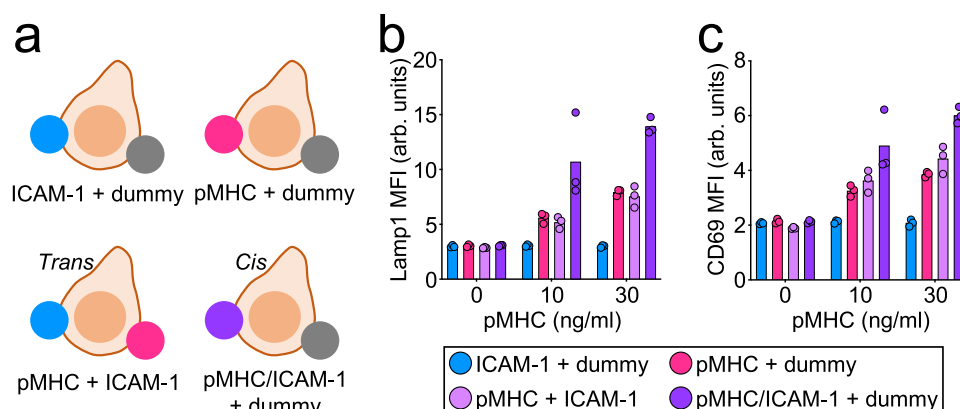 a
ICAM-1 + dummy
pMHC + dummy
Trans
Cis
pMHC + ICAM-1
pMHC/ICAM-1
+ dummy
b
Lamp1 MFI (arb. units)
20
15
10
5
0
0
10
30
pMHC (ng/ml)
c
CD69 MFI (arb. units)
8
6
4
2
0
0
10
30
pMHC (ng/ml)
ICAM-1 + dummy
pMHC + dummy
pMHC + ICAM-1
pMHC/ICAM-1 + dummy